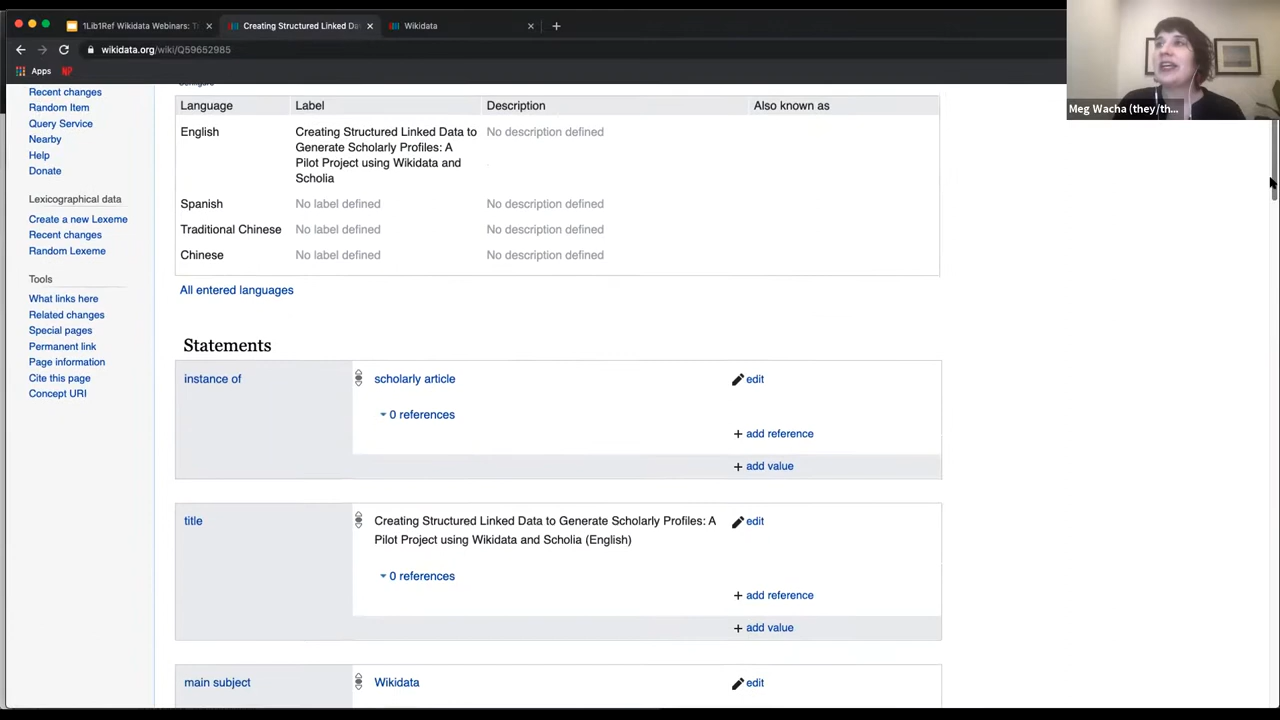 1Lib1Ref Wikidata Webinars: T
Creating Structured Linked Da
Wikidata
wikidata.org/wiki/Q59652985
Apps
NP
Meg Wacha (they/th...
Recent changes
Random Item
Query Service
Nearby
Help
Donate
Lexicographical data
Create a new Lexeme
Recent changes
Random Lexeme
Tools
What links here
Related changes
Special pages
Permanent link
Page information
Cite this page
Concept URI
Language Label Description Also known as
English Creating Structured Linked Data to No description defined
Generate Scholarly Profiles: A
Pilot Project using Wikidata and
Scholia
Spanish No label defined No description defined
Traditional Chinese No label defined No description defined
Chinese No label defined No description defined
All entered languages
Statements
instance of scholarly article edit
0 references
+ add reference
+ add value
title Creating Structured Linked Data to Generate Scholarly Profiles: A edit
Pilot Project using Wikidata and Scholia (English)
0 references
+ add reference
+ add value
main subject Wikidata edit